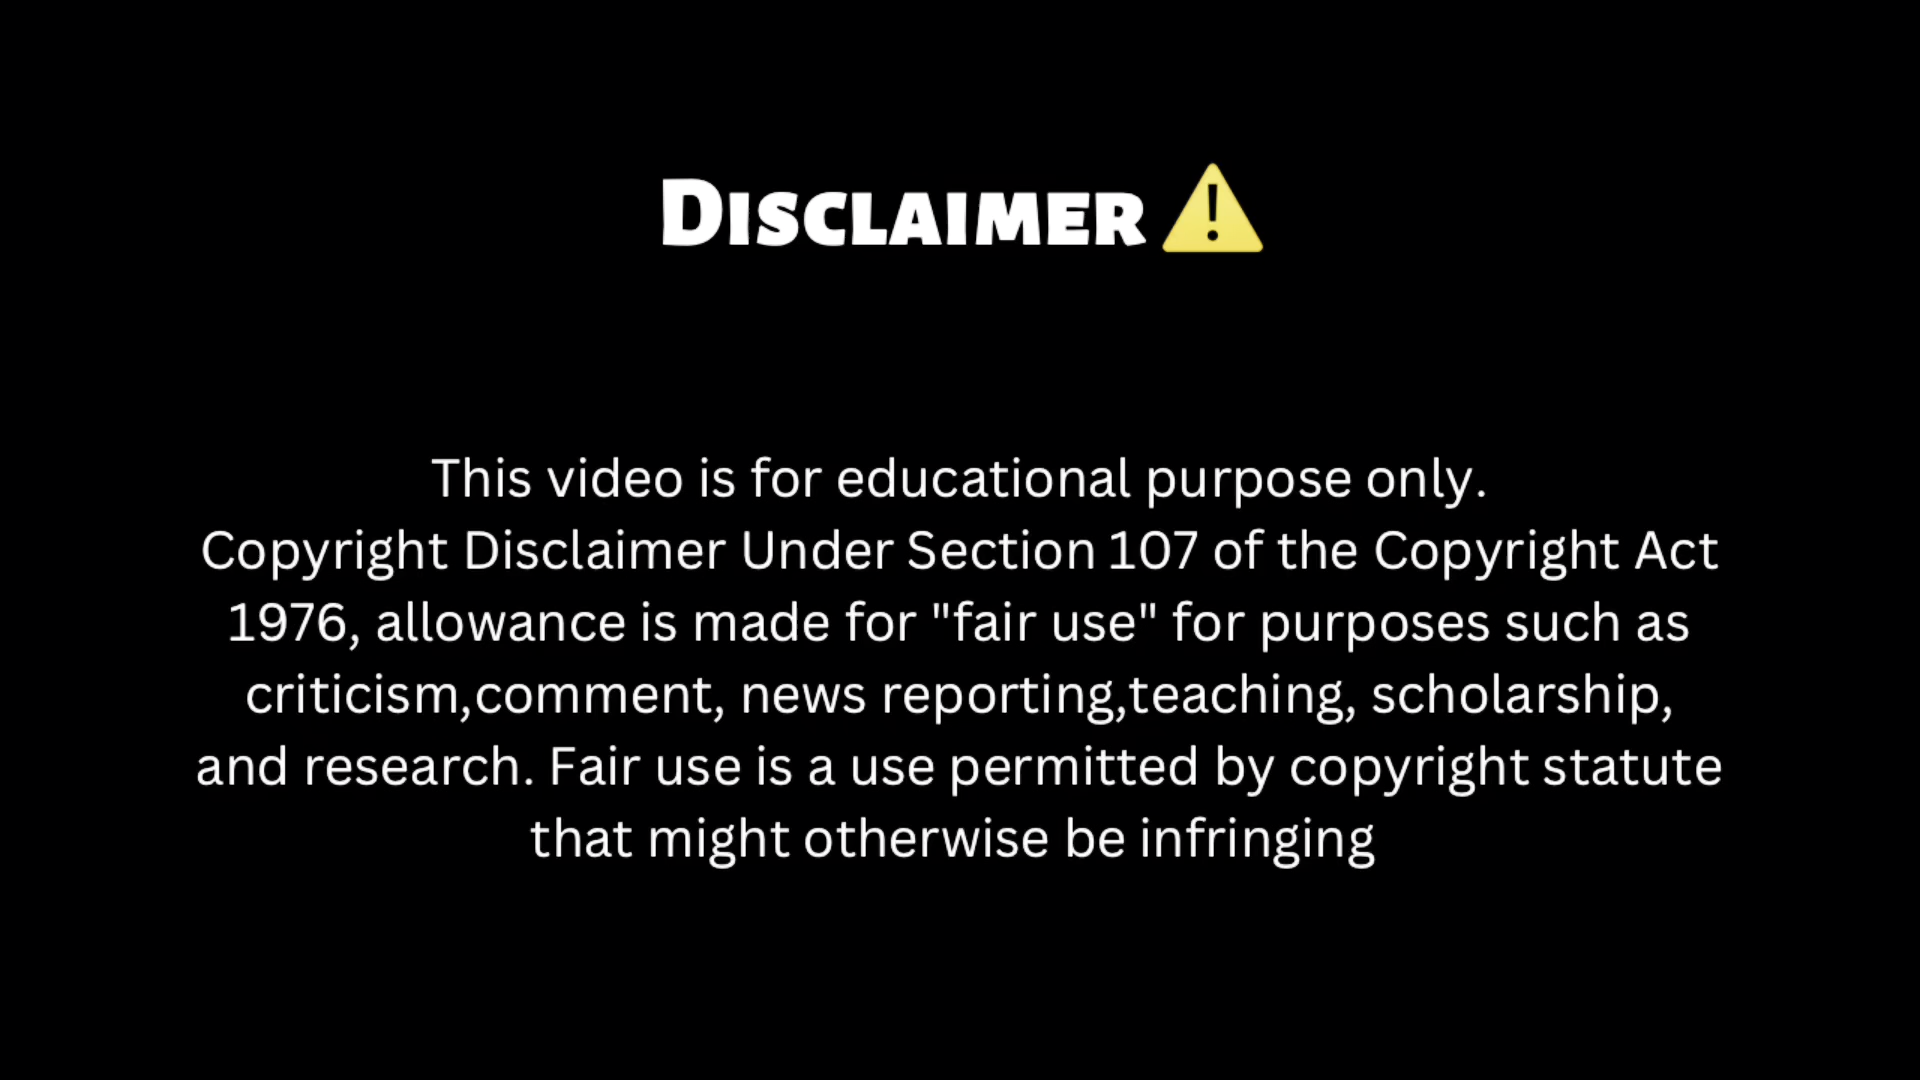 Disclaimer ⚠️
This video is for educational purpose only.
Copyright Disclaimer Under Section 107 of the Copyright Act
1976, allowance is made for "fair use" for purposes such as
criticism,comment, news reporting,teaching, scholarship,
and research. Fair use is a use permitted by copyright statute
that might otherwise be infringing